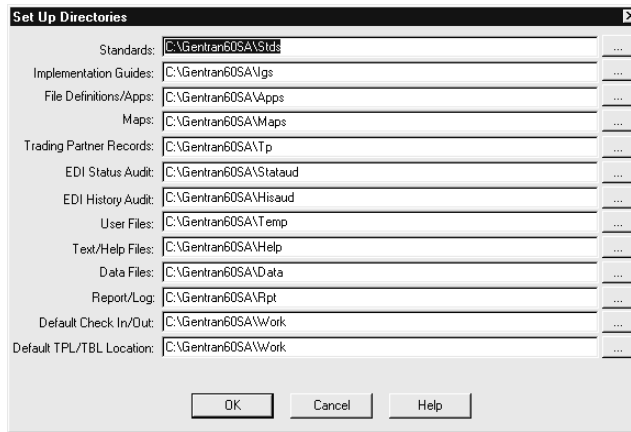 Set Up Directories
Standards: C:\Gentran60SA\Stds ...
Implementation Guides: C:\Gentran60SA\Igs ...
File Definitions/Apps: C:\Gentran60SA\Apps ...
Maps: C:\Gentran60SA\Maps ...
Trading Partner Records: C:\Gentran60SA\Tp ...
EDI Status Audit: C:\Gentran60SA\Stataud ...
EDI History Audit: C:\Gentran60SA\Hisaud ...
User Files: C:\Gentran60SA\Temp ...
Text/Help Files: C:\Gentran60SA\Help ...
Data Files: C:\Gentran60SA\Data ...
Report/Log: C:\Gentran60SA\Rpt ...
Default Check In/Out: C:\Gentran60SA\Work ...
Default TPL/TBL Location: C:\Gentran60SA\Work ...
OK Cancel Help